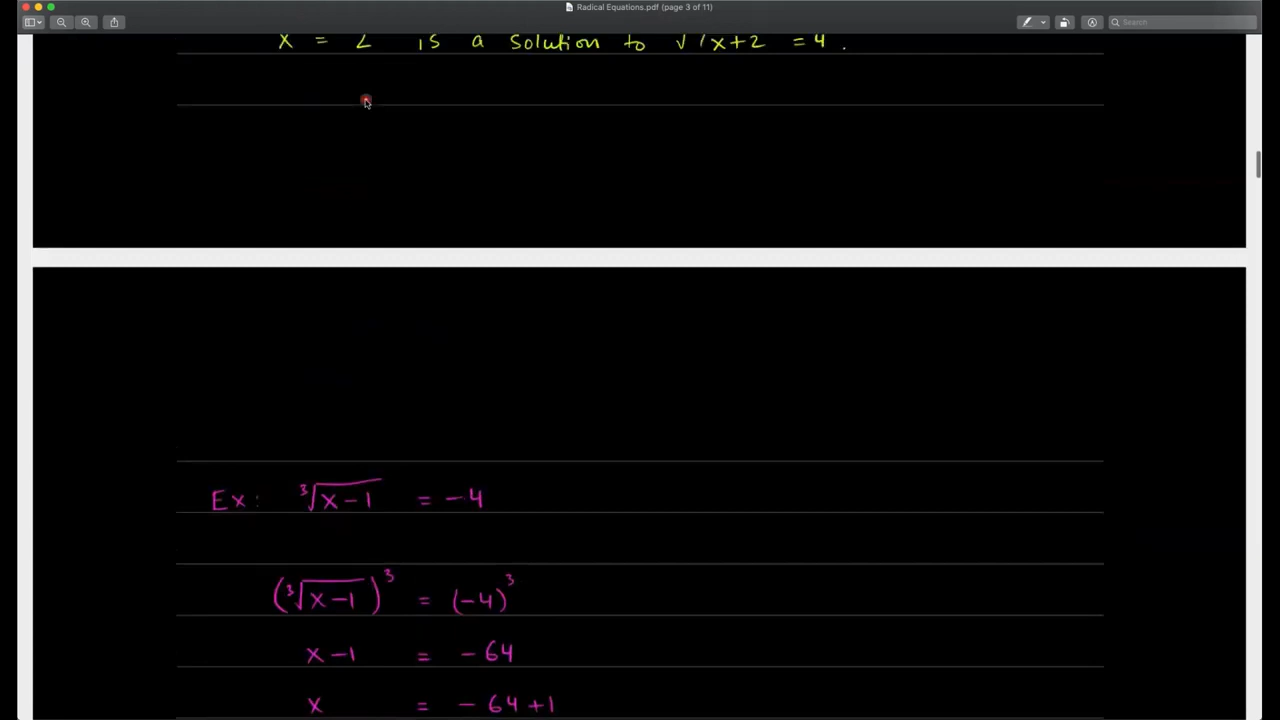 Radical Equations.pdf (page 3 of 11)
Search
x = 2 is a solution to √7x+2 = 4 .
Ex: ∛x-1 = -4
(∛x-1)³ = (-4)³
x-1 = -64
x = -64+1